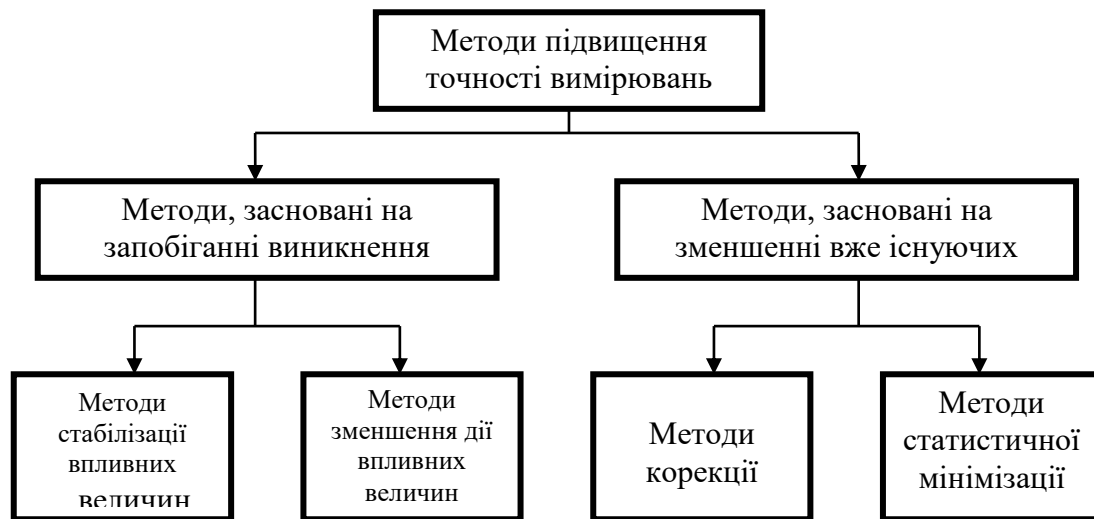 Методи підвищення
точності вимірювань
Методи, засновані на
запобіганні виникнення
Методи, засновані на
зменшенні вже існуючих
Методи
стабілізації
впливних
величин
Методи
зменшення дії
впливних
величин
Методи
корекції
Методи
статистичної
мінімізації